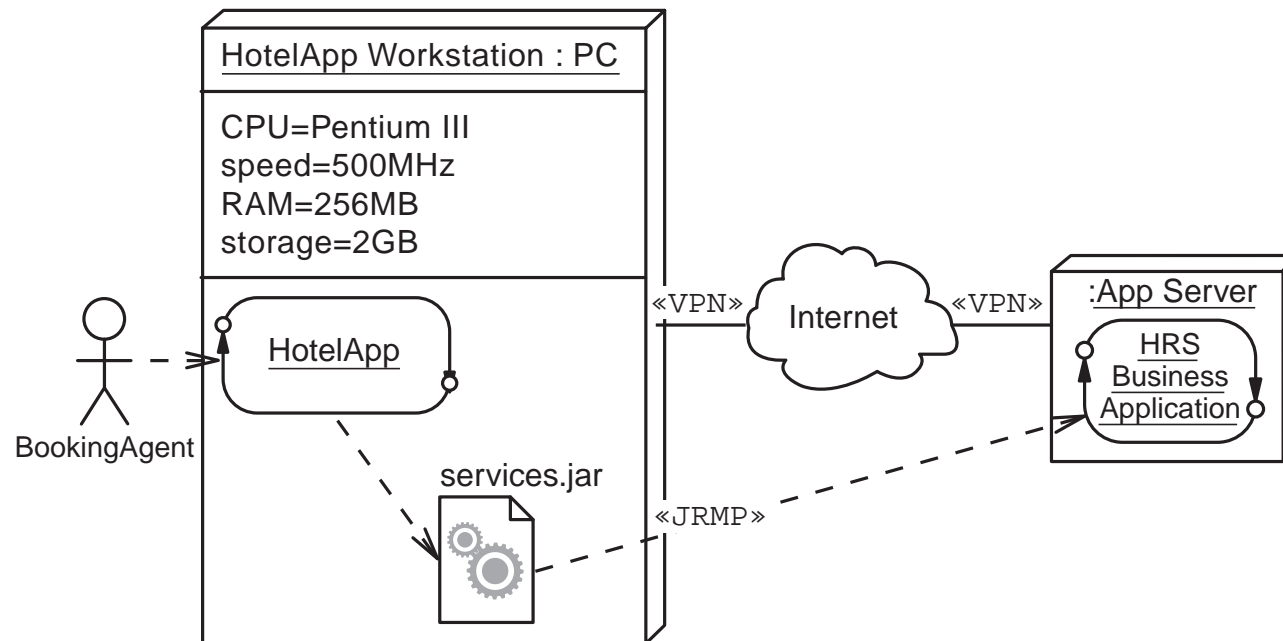 HotelApp Workstation : PC
CPU=Pentium III
speed=500MHz
RAM=256MB
storage=2GB
«VPN»
Internet
«VPN»
:App Server
HotelApp
HRS
Business
Application
BookingAgent
services.jar
«JRMP»